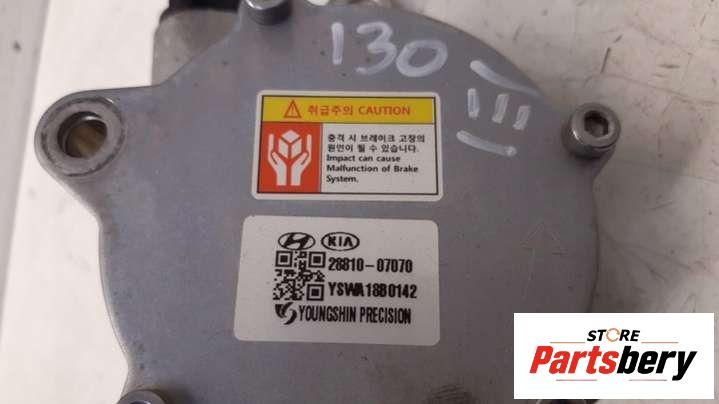 130
III
취급주의 CAUTION
충격 시 브레이크 고장의
원인이 될 수 있습니다.
Impact can cause
Malfunction of Brake
System.
KIA
28810-07070
YSWA18B0142
YOUNGSHIN PRECISION
STORE
Partsbery